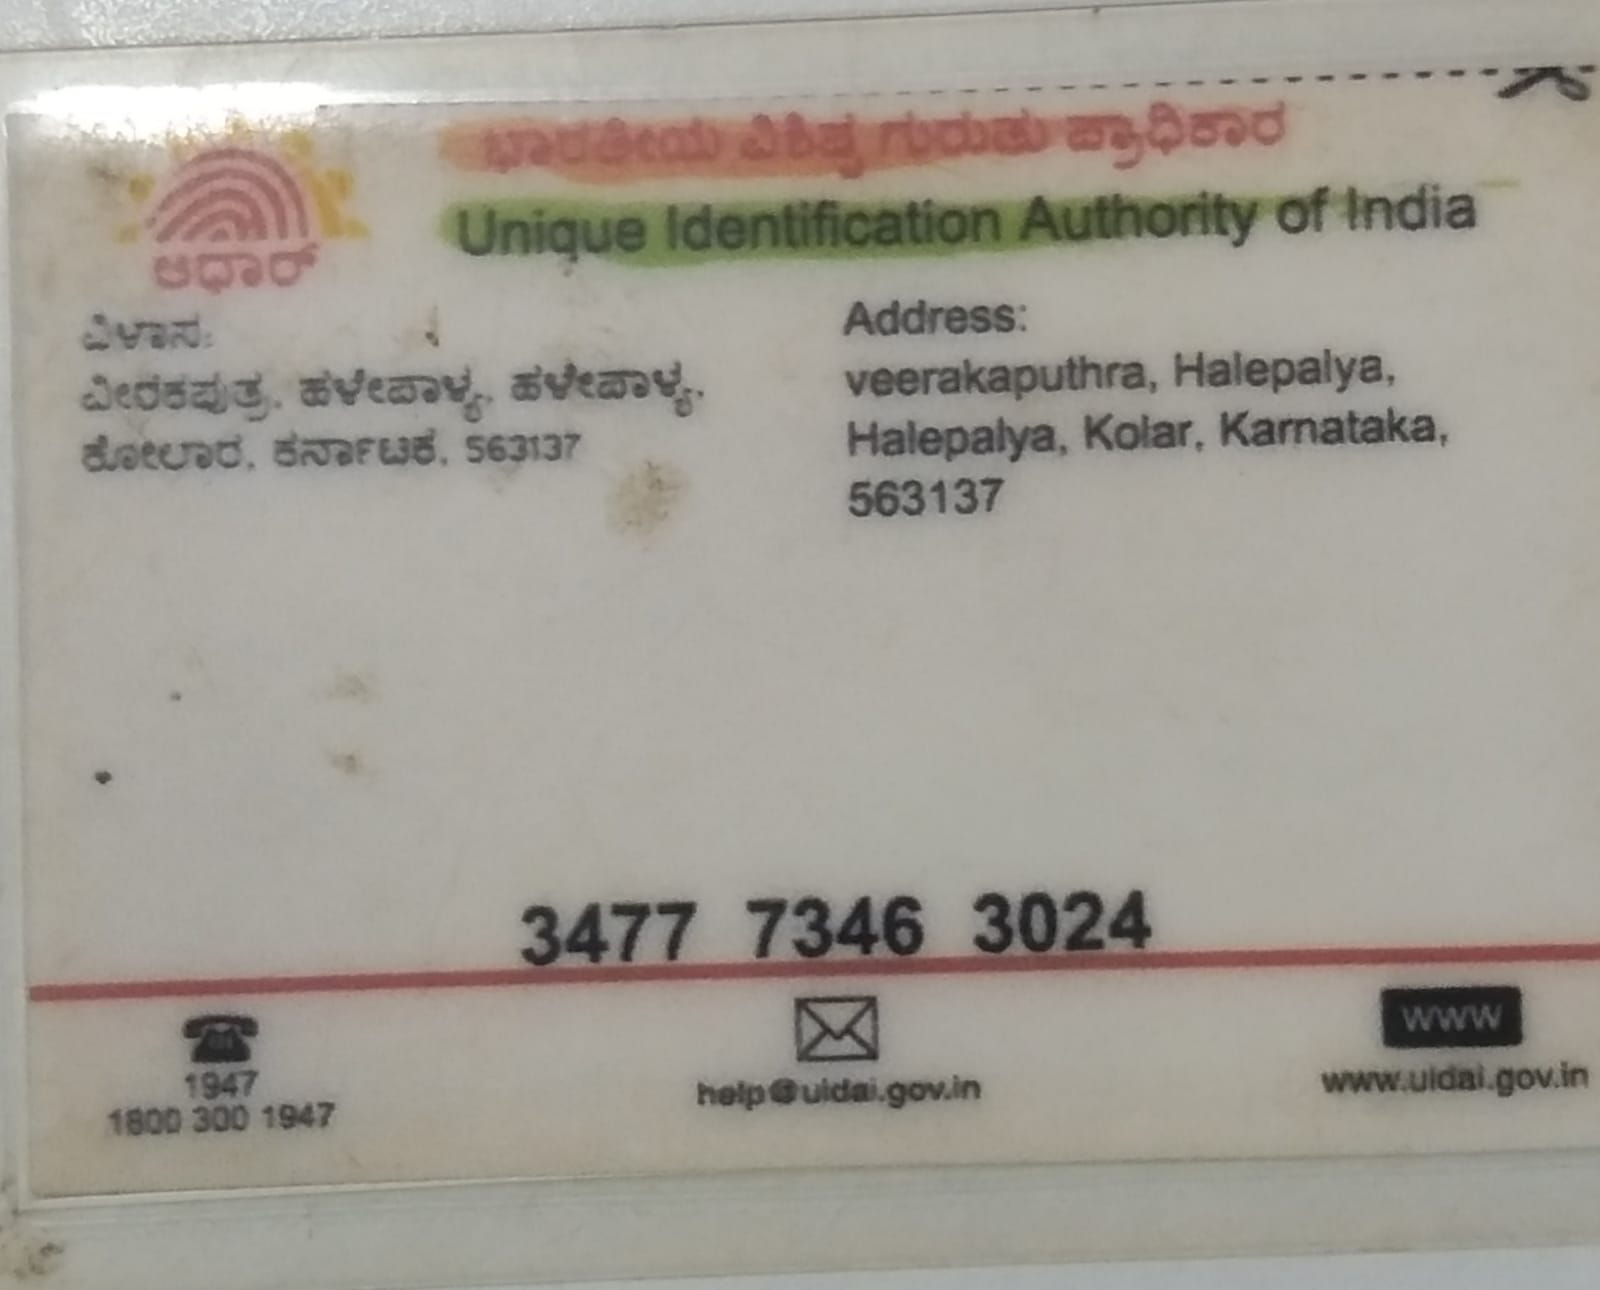 ಭಾರತೀಯ ವಿಶಿಷ್ಟ ಗುರುತು ಪ್ರಾಧಿಕಾರ
Unique Identification Authority of India
ಆಧಾರ್
ವಿಳಾಸ:
ವೀರಕಪುತ್ರ, ಹಳೇಪಾಳ್ಯ, ಹಳೇಪಾಳ್ಯ,
ಕೋಲಾರ, ಕರ್ನಾಟಕ, 563137
Address:
veerakaputhra, Halepalya,
Halepalya, Kolar, Karnataka,
563137
3477 7346 3024
1947
1800 300 1947
help@uidai.gov.in
WWW
www.uidai.gov.in